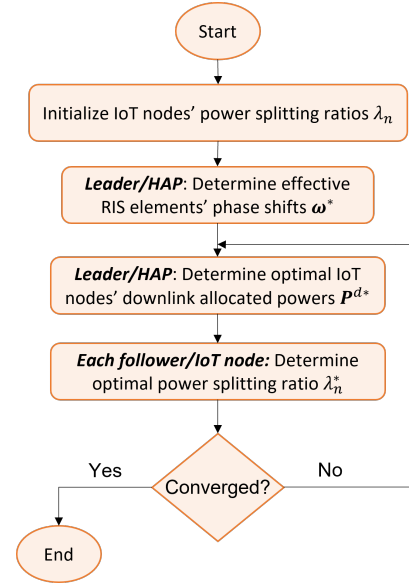 Start
Initialize IoT nodes' power splitting ratios λₙ
Leader/HAP: Determine effective
RIS elements' phase shifts ω*
Leader/HAP: Determine optimal IoT
nodes' downlink allocated powers Pᵈ*
Each follower/IoT node: Determine
optimal power splitting ratio λₙ*
Yes
Converged?
No
End